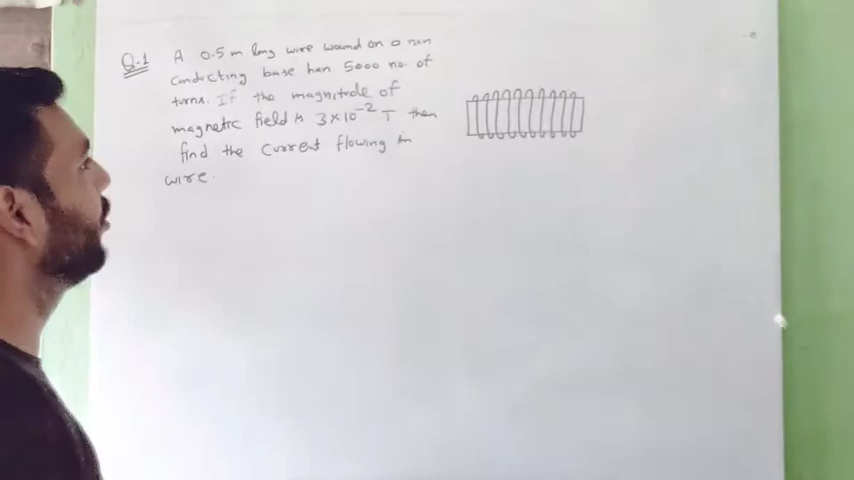 Q-1 A 0.5 m long wire wound on a non
conducting base has 5000 no. of
turns. If the magnitude of
magnetic field is 3×10⁻² T then
find the current flowing in
wire.